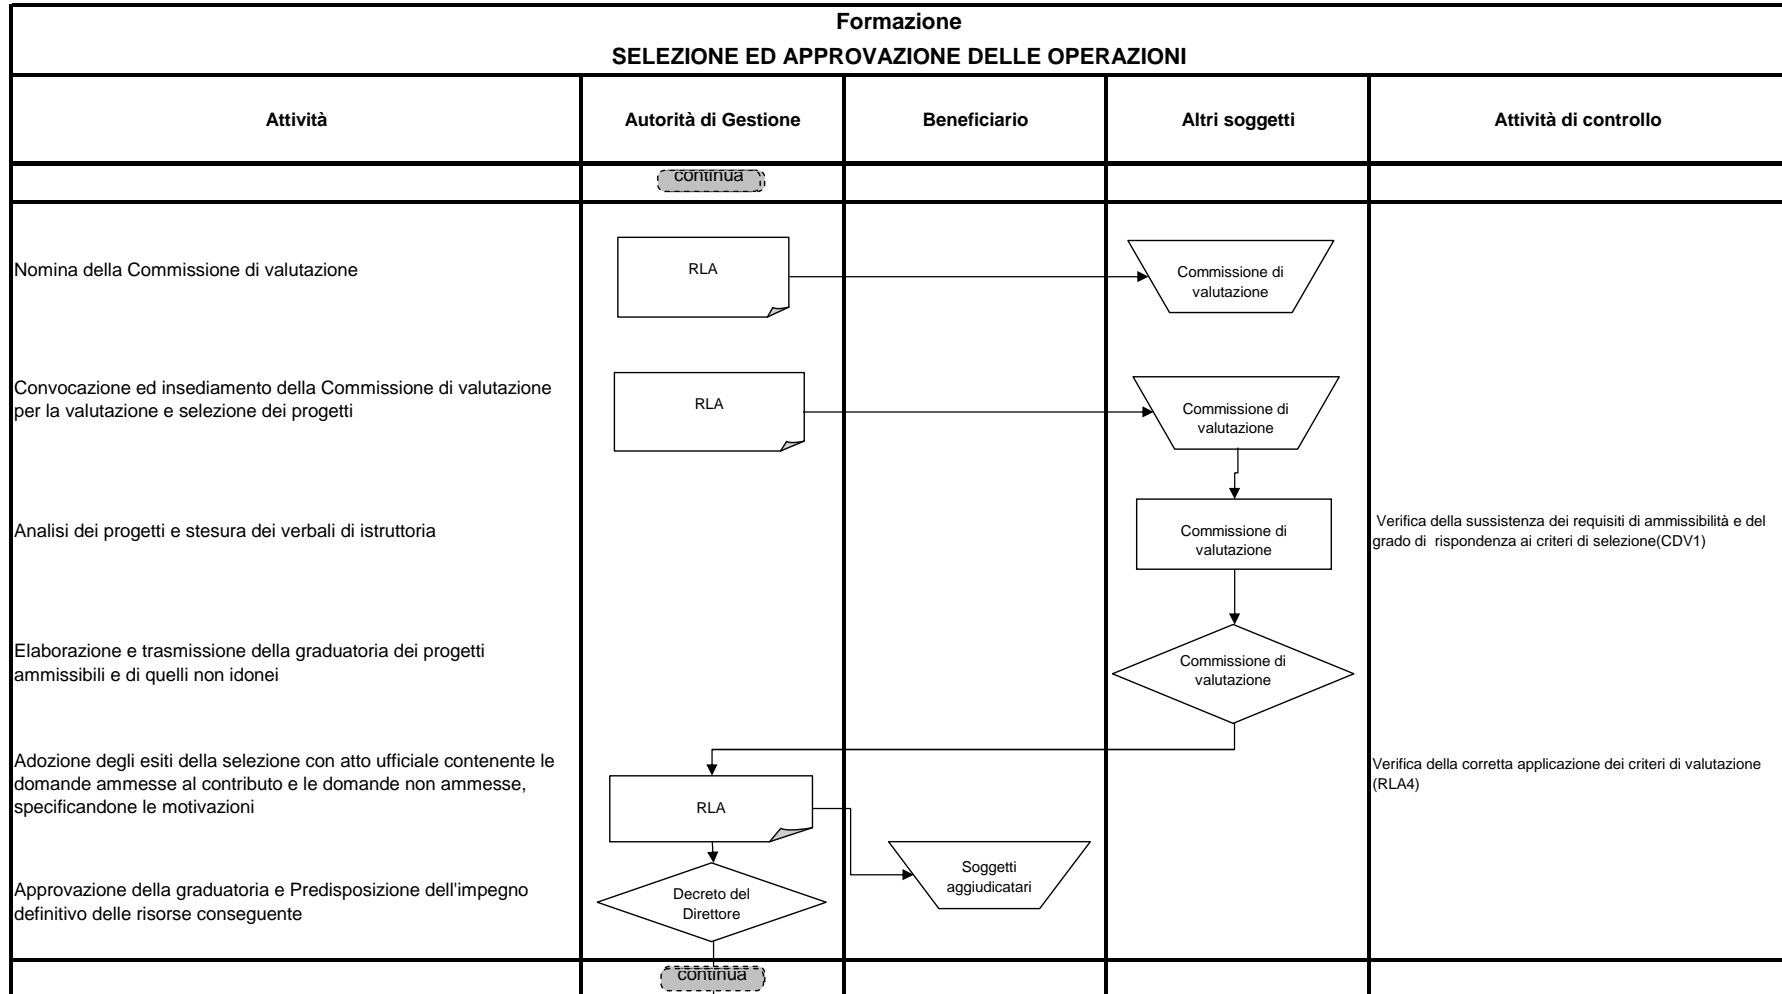 Formazione
SELEZIONE ED APPROVAZIONE DELLE OPERAZIONI
Attività
Autorità di Gestione
Beneficiario
Altri soggetti
Attività di controllo
continua
Nomina della Commissione di valutazione
RLA
Commissione di
valutazione
Convocazione ed insediamento della Commissione di valutazione
per la valutazione e selezione dei progetti
RLA
Commissione di
valutazione
Analisi dei progetti e stesura dei verbali di istruttoria
Commissione di
valutazione
Verifica della sussistenza dei requisiti di ammissibilità e del
grado di rispondenza ai criteri di selezione(CDV1)
Elaborazione e trasmissione della graduatoria dei progetti
ammissibili e di quelli non idonei
Commissione di
valutazione
Adozione degli esiti della selezione con atto ufficiale contenente le
domande ammesse al contributo e le domande non ammesse,
specificandone le motivazioni
RLA
Verifica della corretta applicazione dei criteri di valutazione
(RLA4)
Approvazione della graduatoria e Predisposizione dell'impegno
definitivo delle risorse conseguente
Decreto del
Direttore
Soggetti
aggiudicatari
continua